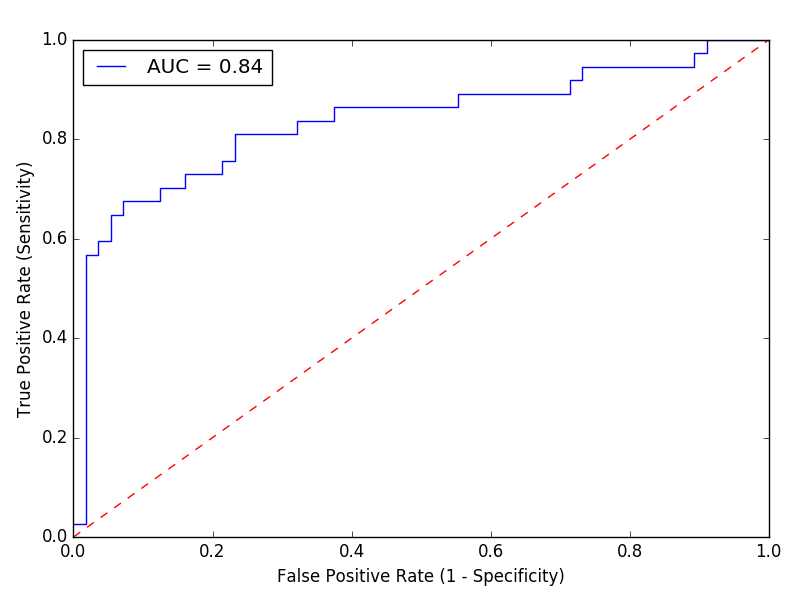 AUC = 0.84
1.0
0.8
0.6
0.4
0.2
0.0
True Positive Rate (Sensitivity)
0.0 0.2 0.4 0.6 0.8 1.0
False Positive Rate (1 - Specificity)